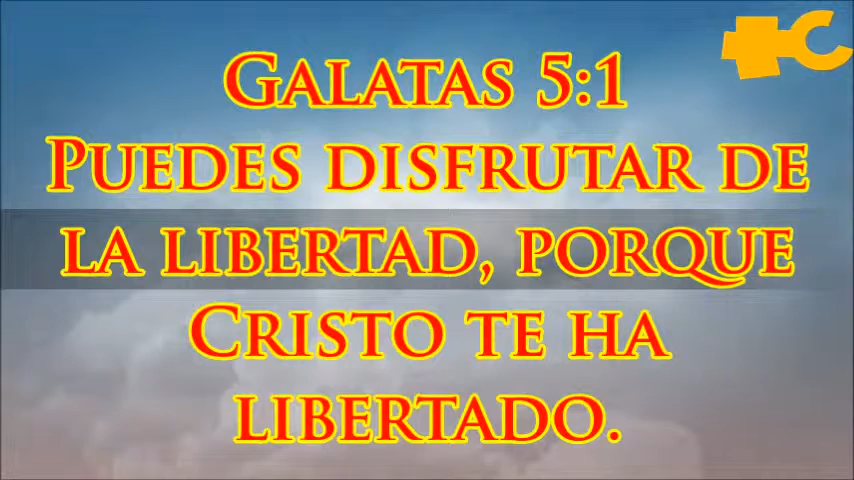 Galatas 5:1
Puedes disfrutar de
la libertad, porque
Cristo te ha
libertado.